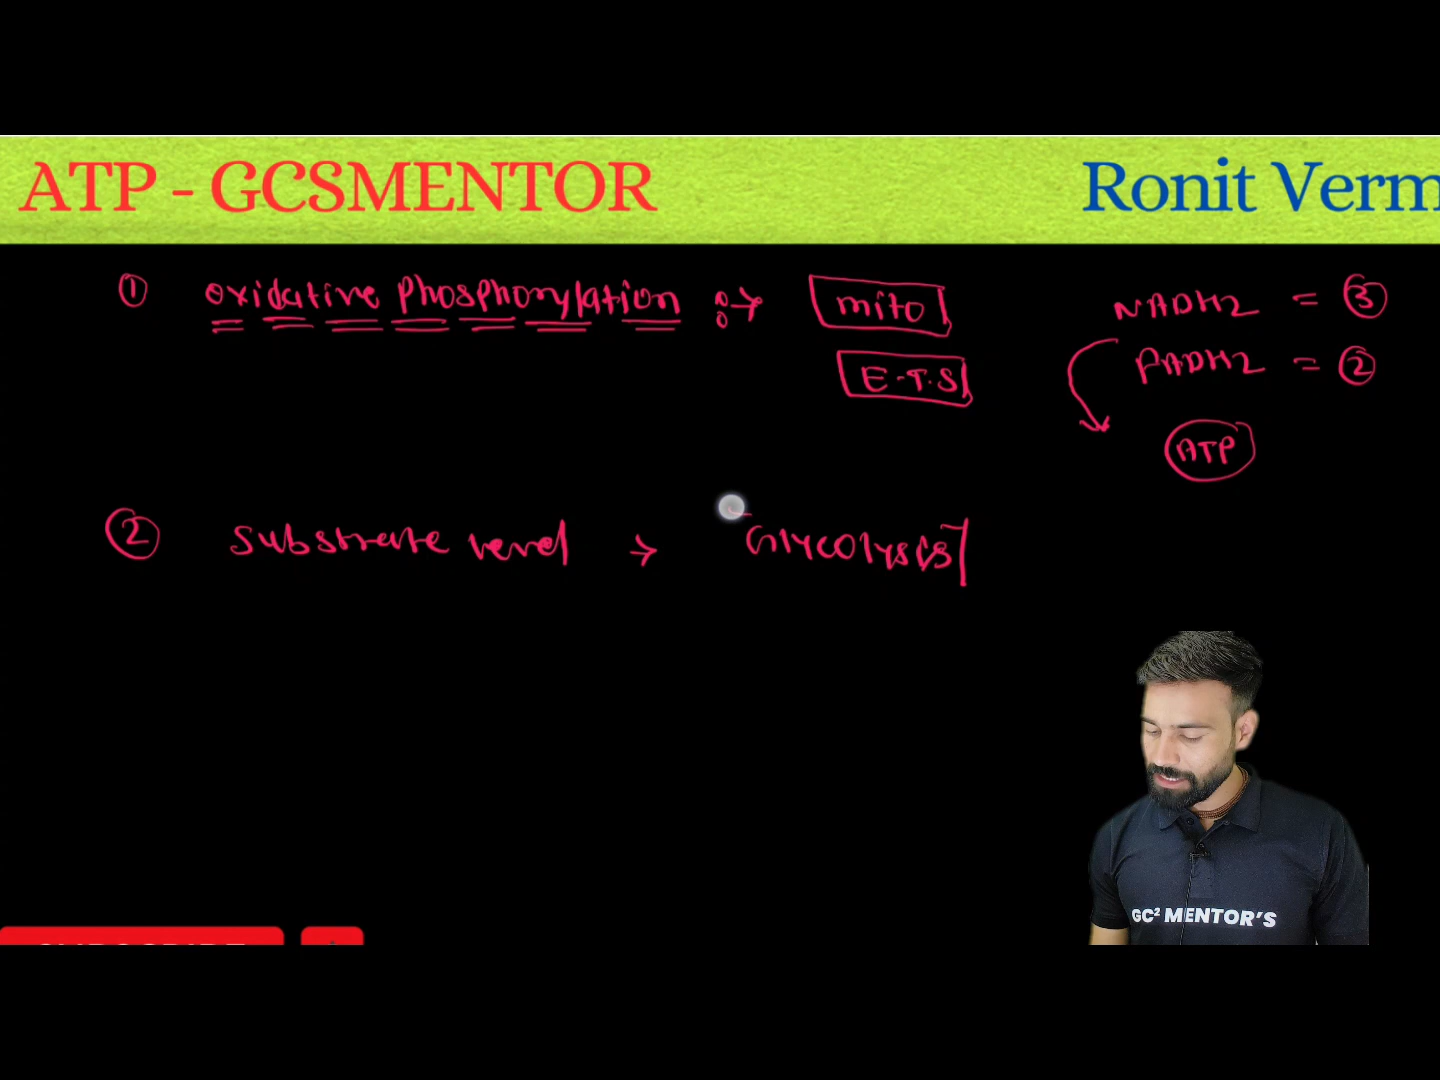 ATP - GCSMENTOR
Ronit Verm
① oxidative phosphorylation :→ mito NADH2 = ③
E.T.S FADH2 = ②
ATP
② Substrate level → Glycolysis
GC² MENTOR'S